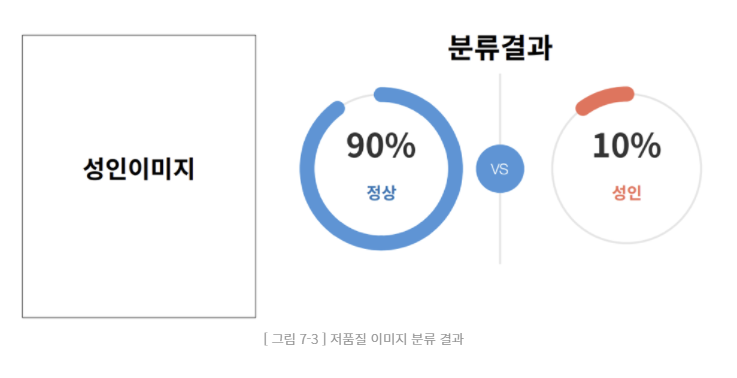 성인이미지
분류결과
90%
정상
VS
10%
성인
[ 그림 7-3 ] 저품질 이미지 분류 결과